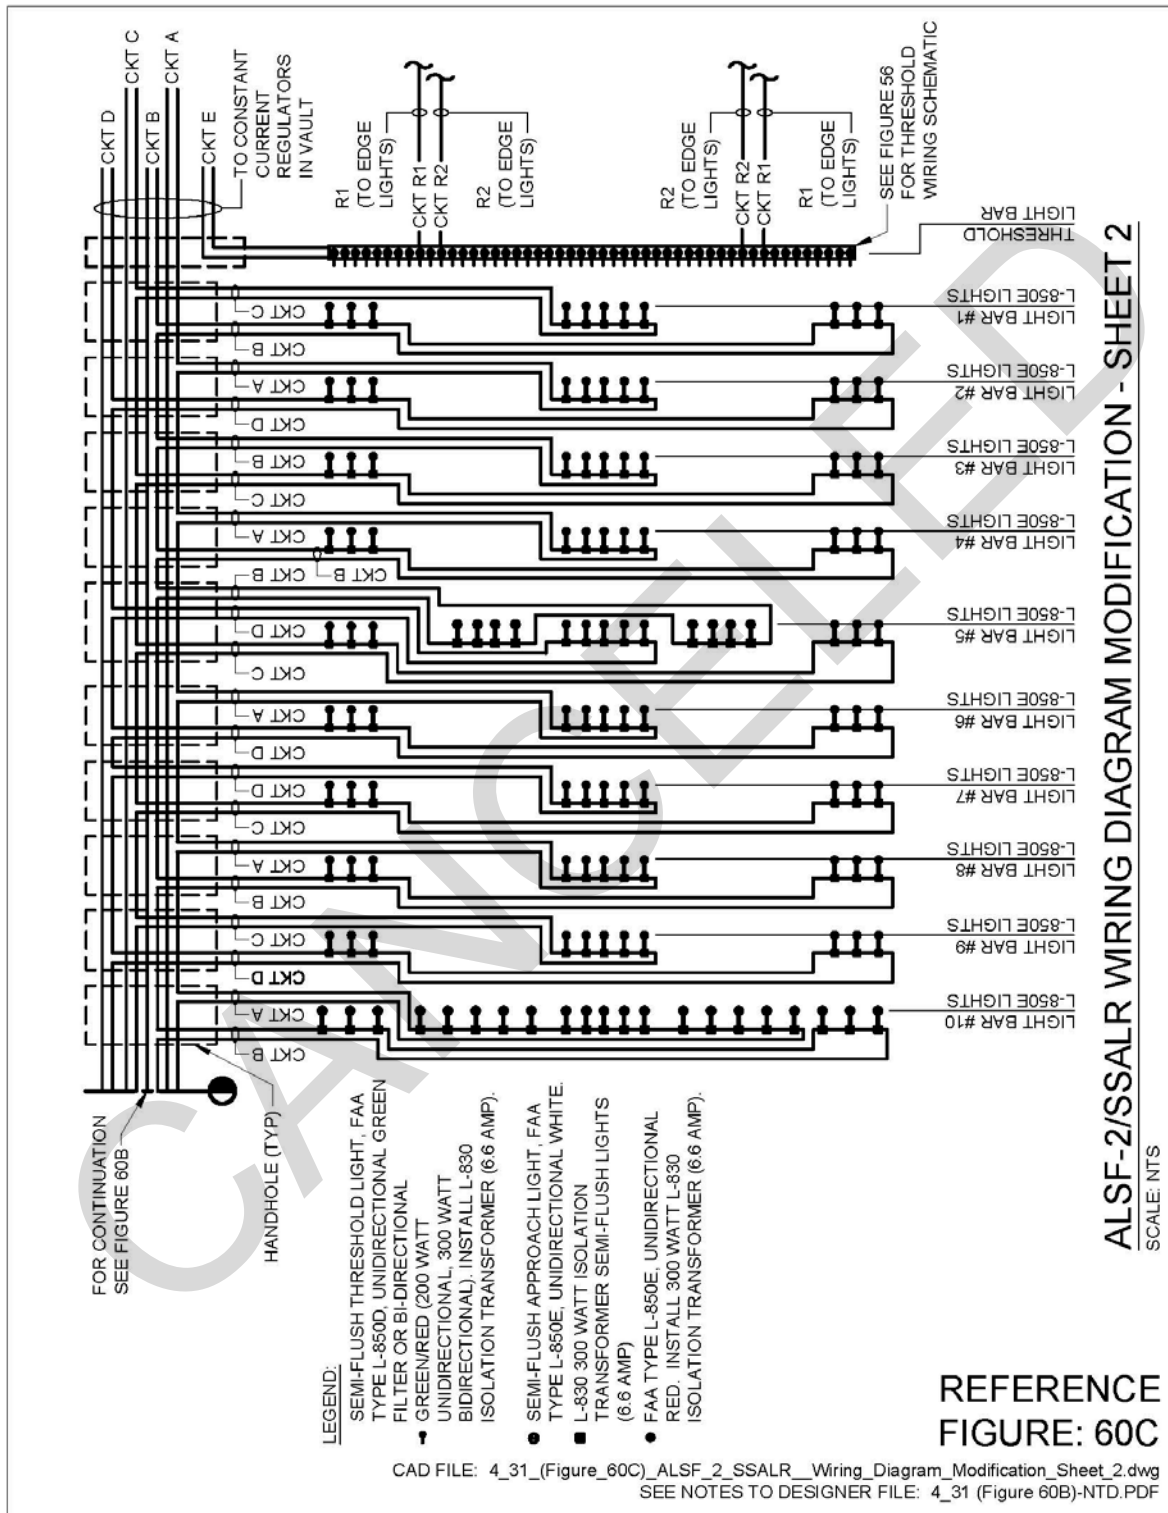 CKT D
CKT C
CKT B
CKT A
CKT E
TO CONSTANT
CURRENT
REGULATORS
IN VAULT
R1
(TO EDGE
LIGHTS)
CKT R1
CKT R2
R2
(TO EDGE
LIGHTS)
R2
(TO EDGE
LIGHTS)
CKT R2
CKT R1
R1
(TO EDGE
LIGHTS)
SEE FIGURE 56
FOR THRESHOLD
WIRING SCHEMATIC
THRESHOLD
LIGHT BAR
CKT C
CKT B
LIGHT BAR #1
L-850E LIGHTS
CKT A
CKT D
LIGHT BAR #2
L-850E LIGHTS
CKT B
CKT C
LIGHT BAR #3
L-850E LIGHTS
CKT A
CKT B
LIGHT BAR #4
L-850E LIGHTS
CKT B
CKT D
CKT C
LIGHT BAR #5
L-850E LIGHTS
CKT A
CKT D
LIGHT BAR #6
L-850E LIGHTS
CKT D
CKT C
LIGHT BAR #7
L-850E LIGHTS
CKT A
CKT B
LIGHT BAR #8
L-850E LIGHTS
CKT C
CKT D
LIGHT BAR #9
L-850E LIGHTS
CKT A
CKT B
LIGHT BAR #10
L-850E LIGHTS
FOR CONTINUATION
SEE FIGURE 60B
HANDHOLE (TYP)
LEGEND:
SEMI-FLUSH THRESHOLD LIGHT, FAA
TYPE L-850D, UNIDIRECTIONAL GREEN
FILTER OR BI-DIRECTIONAL
GREEN/RED (200 WATT
UNIDIRECTIONAL, 300 WATT
BIDIRECTIONAL). INSTALL L-830
ISOLATION TRANSFORMER (6.6 AMP).
SEMI-FLUSH APPROACH LIGHT, FAA
TYPE L-850E, UNIDIRECTIONAL WHITE.
L-830 300 WATT ISOLATION
TRANSFORMER SEMI-FLUSH LIGHTS
(6.6 AMP)
FAA TYPE L-850E, UNIDIRECTIONAL
RED. INSTALL 300 WATT L-830
ISOLATION TRANSFORMER (6.6 AMP).
ALSF-2/SSALR WIRING DIAGRAM MODIFICATION - SHEET 2
SCALE: NTS
CANCELED
REFERENCE
FIGURE: 60C
CAD FILE: 4_31_(Figure_60C)_ALSF_2_SSALR__Wiring_Diagram_Modification_Sheet_2.dwg
SEE NOTES TO DESIGNER FILE: 4_31 (Figure 60B)-NTD.PDF